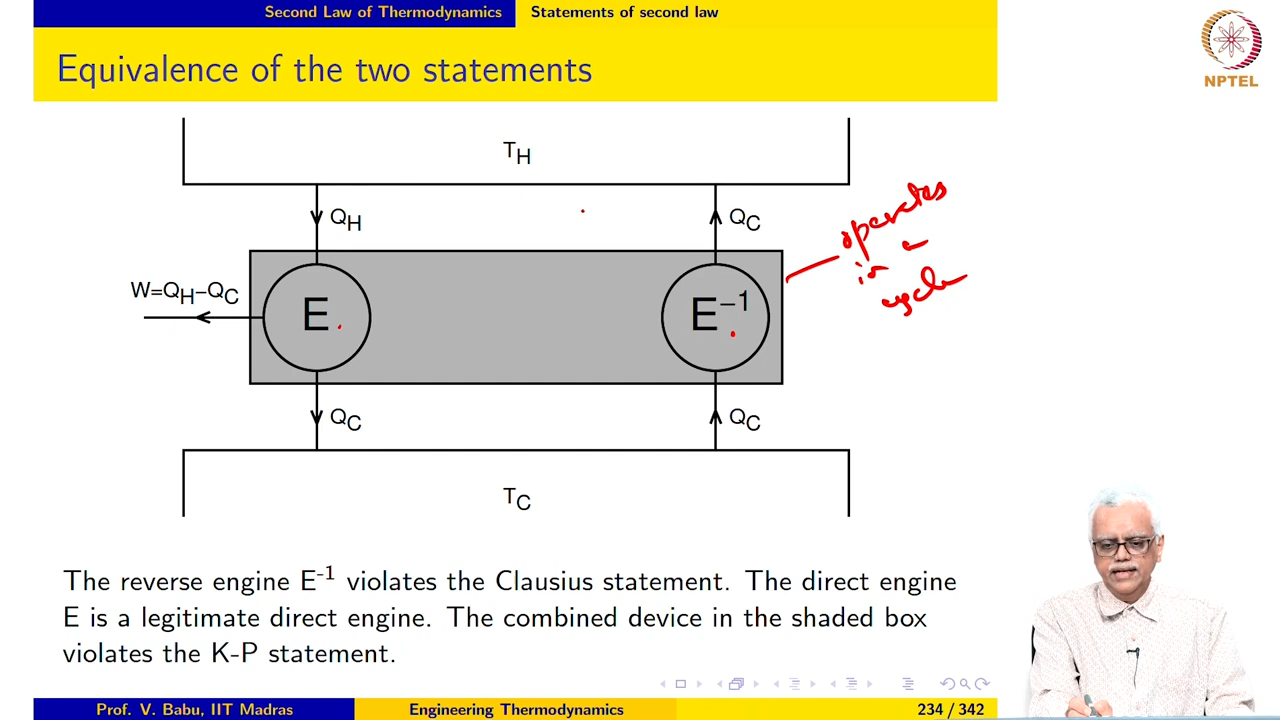 Second Law of Thermodynamics Statements of second law
NPTEL
Equivalence of the two statements
T_H
Q_H
Q_C
operates
in a
cycle
W=Q_H–Q_C
E
E⁻¹
Q_C
Q_C
T_C
The reverse engine E⁻¹ violates the Clausius statement. The direct engine
E is a legitimate direct engine. The combined device in the shaded box
violates the K-P statement.
Prof. V. Babu, IIT Madras Engineering Thermodynamics 234 / 342